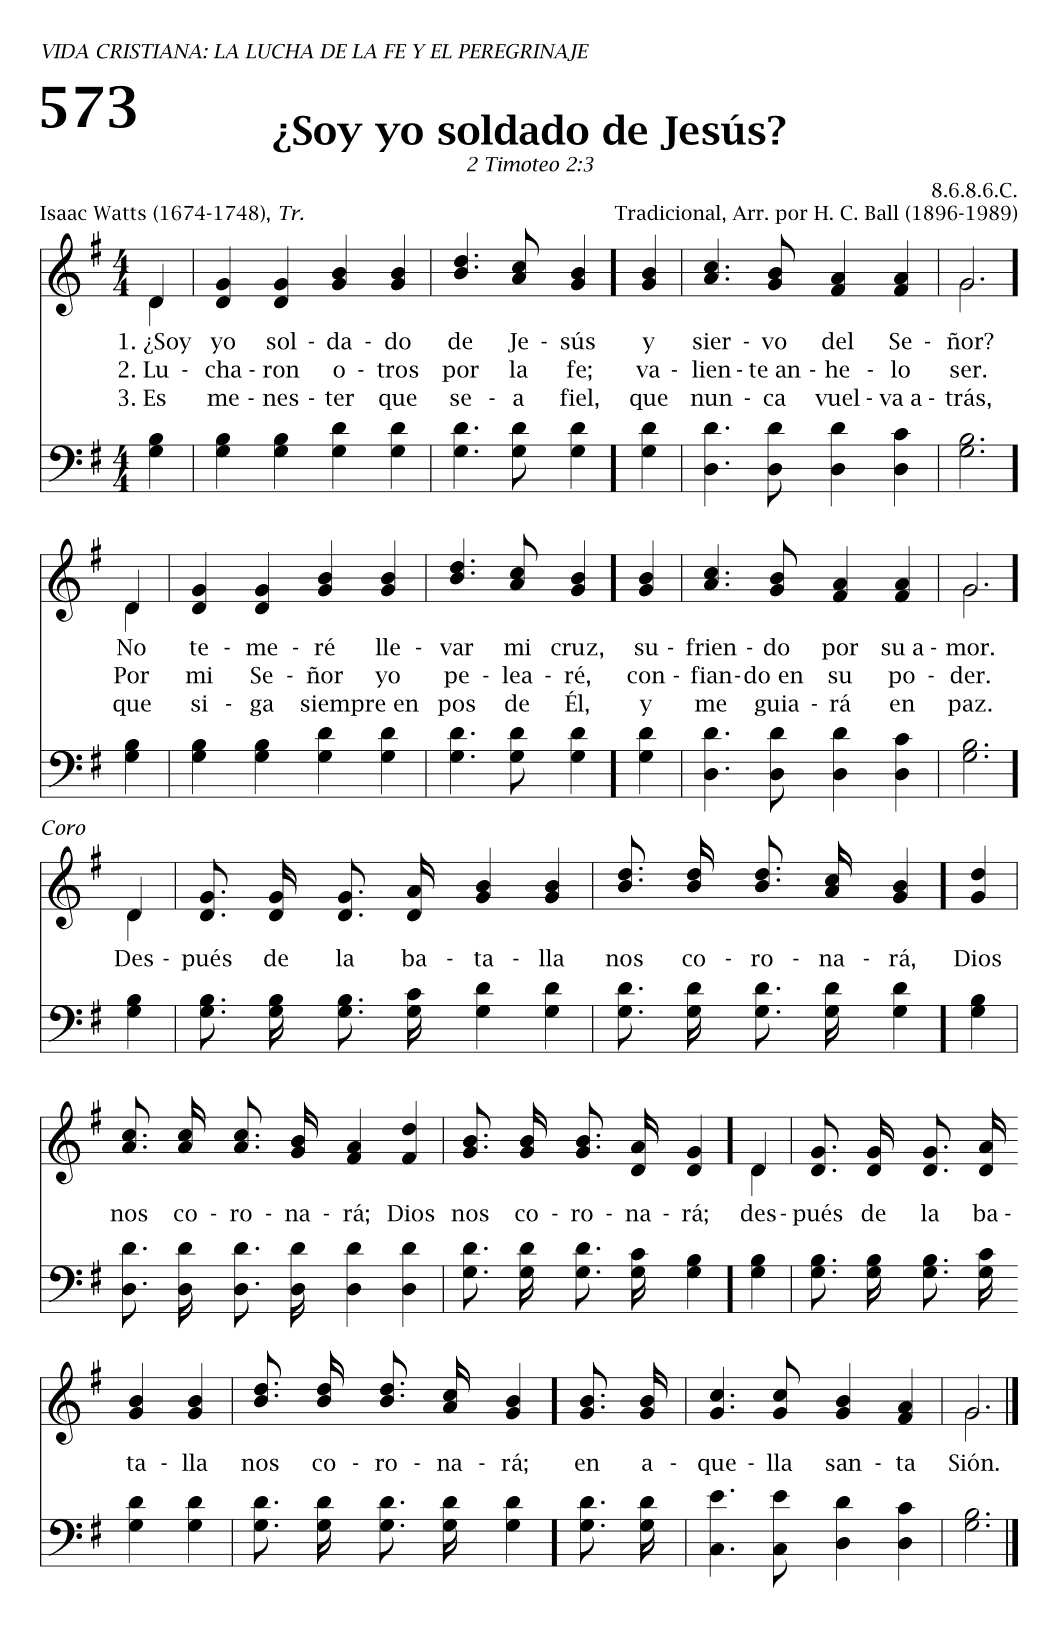 VIDA CRISTIANA: LA LUCHA DE LA FE Y EL PEREGRINAJE
573
¿Soy yo soldado de Jesús?
2 Timoteo 2:3
8.6.8.6.C.
Isaac Watts (1674-1748), Tr. Tradicional, Arr. por H. C. Ball (1896-1989)
1. ¿Soy yo sol - da - do de Je - sús y sier - vo del Se - ñor?
2. Lu - cha - ron o - tros por la fe; va - lien - te an - he - lo ser.
3. Es me - nes - ter que se - a fiel, que nun - ca vuel - va a - trás,
No te - me - ré lle - var mi cruz, su - frien - do por su a - mor.
Por mi Se - ñor yo pe - lea - ré, con - fian - do en su po - der.
que si - ga siempre en pos de Él, y me guia - rá en paz.
Coro
Des - pués de la ba - ta - lla nos co - ro - na - rá, Dios
nos co - ro - na - rá; Dios nos co - ro - na - rá; des - pués de la ba -
ta - lla nos co - ro - na - rá; en a - que - lla san - ta Sión.